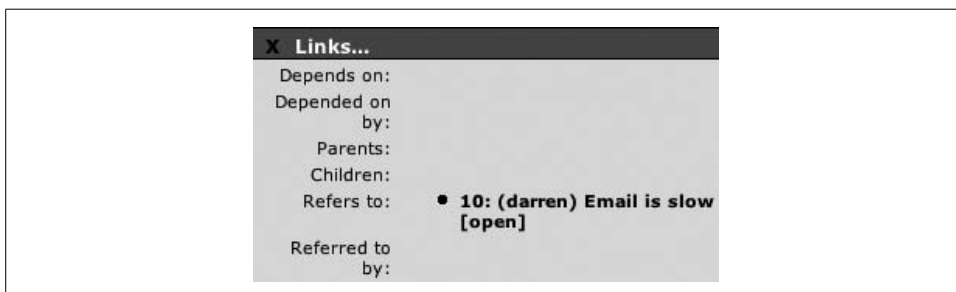 X Links...
Depends on:
Depended on
by:
Parents:
Children:
Refers to: • 10: (darren) Email is slow
[open]
Referred to
by: